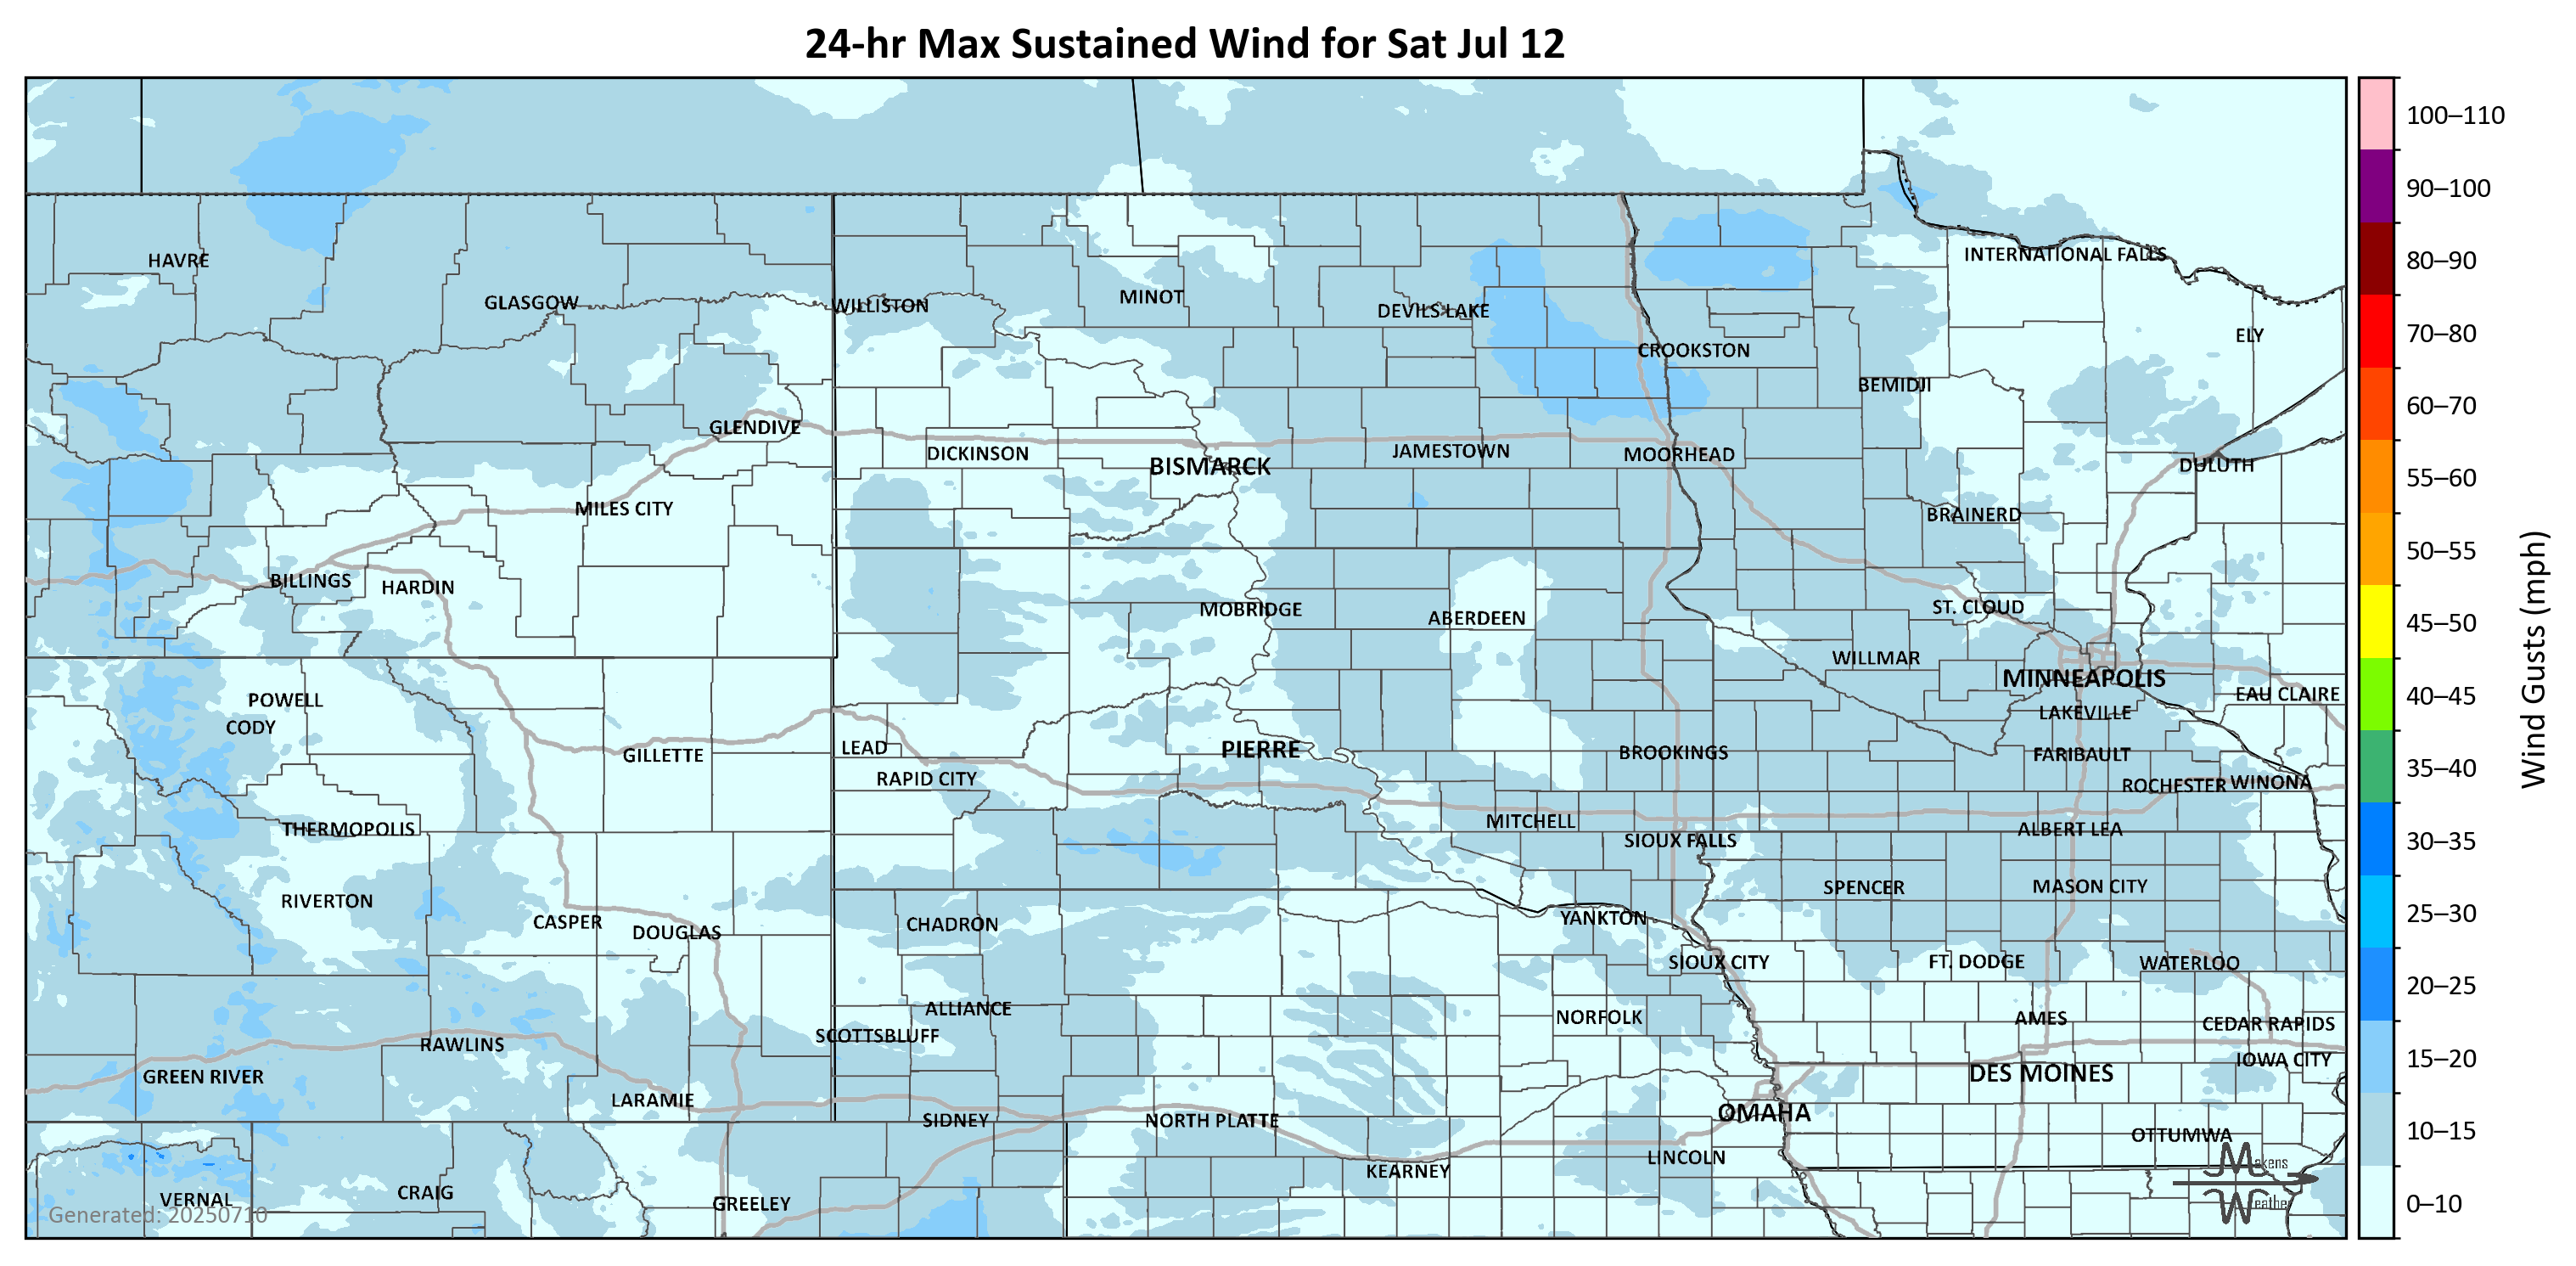 24-hr Max Sustained Wind for Sat Jul 12
HAVRE
GLASGOW
WILLISTON
MINOT
DEVILS LAKE
CROOKSTON
INTERNATIONAL FALLS
ELY
BEMIDJI
GLENDIVE
DICKINSON
BISMARCK
JAMESTOWN
MOORHEAD
DULUTH
MILES CITY
BRAINERD
BILLINGS
HARDIN
MOBRIDGE
ABERDEEN
ST. CLOUD
WILLMAR
MINNEAPOLIS
EAU CLAIRE
POWELL
CODY
LAKEVILLE
GILLETTE
LEAD
PIERRE
BROOKINGS
FARIBAULT
RAPID CITY
ROCHESTER
WINONA
THERMOPOLIS
MITCHELL
SIOUX FALLS
ALBERT LEA
RIVERTON
SPENCER
MASON CITY
CASPER
DOUGLAS
CHADRON
YANKTON
SIOUX CITY
FT. DODGE
WATERLOO
ALLIANCE
NORFOLK
AMES
CEDAR RAPIDS
SCOTTSBLUFF
RAWLINS
IOWA CITY
GREEN RIVER
DES MOINES
LARAMIE
SIDNEY
NORTH PLATTE
OMAHA
OTTUMWA
LINCOLN
KEARNEY
VERNAL
CRAIG
GREELEY
Generated: 20250710
Makens
Weather
100–110
90–100
80–90
70–80
60–70
55–60
50–55
45–50
40–45
35–40
30–35
25–30
20–25
15–20
10–15
0–10
Wind Gusts (mph)